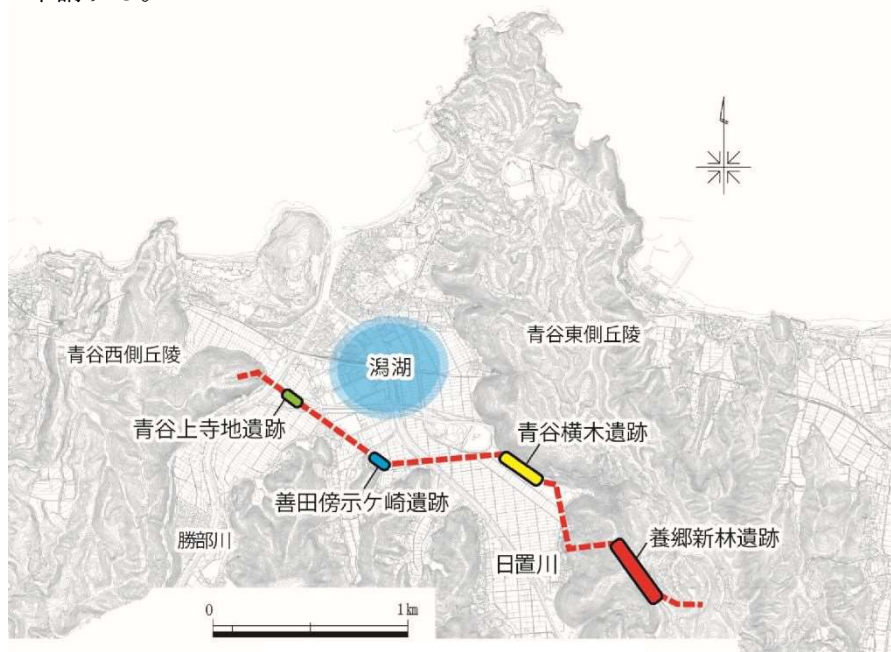 潟湖
青谷東側丘陵
青谷西側丘陵
青谷上寺地遺跡
青谷横木遺跡
善田傍示ケ崎遺跡
養郷新林遺跡
勝部川
日置川
0 1㎞